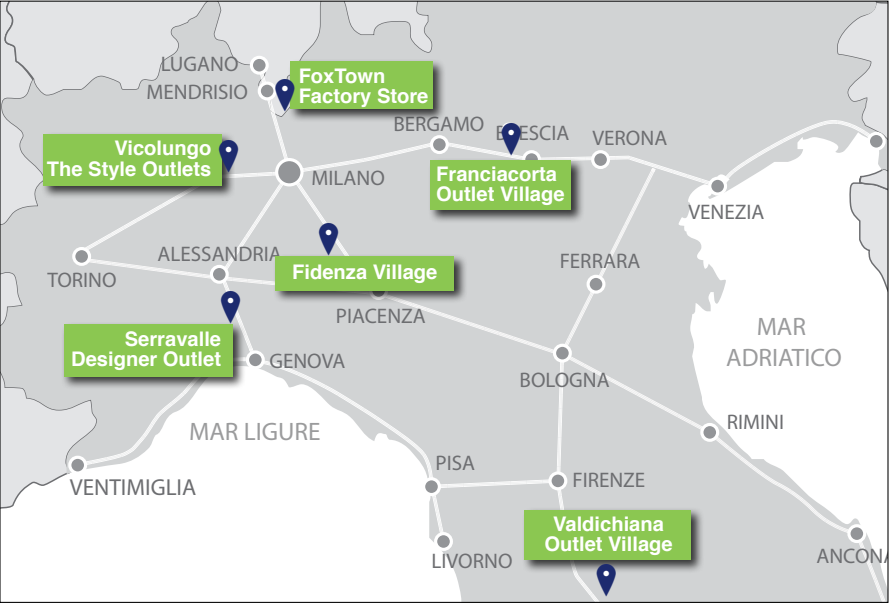 LUGANO
FoxTown
Factory Store
MENDRISIO
BERGAMO
BRESCIA
VERONA
Vicolungo
The Style Outlets
MILANO
Franciacorta
Outlet Village
VENEZIA
ALESSANDRIA
FERRARA
TORINO
Fidenza Village
PIACENZA
MAR
ADRIATICO
Serravalle
Designer Outlet
GENOVA
BOLOGNA
MAR LIGURE
RIMINI
PISA
FIRENZE
VENTIMIGLIA
Valdichiana
Outlet Village
LIVORNO
ANCONA